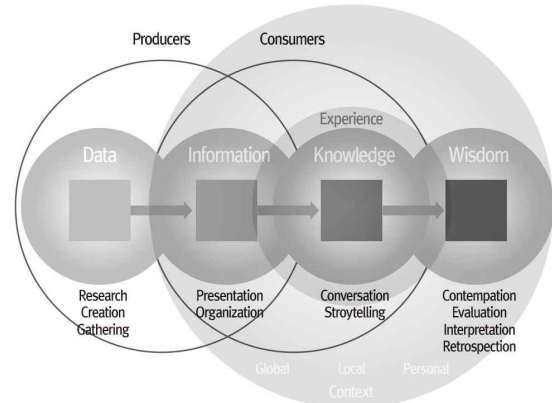 Producers
Consumers
Experience
Data
Information
Knowledge
Wisdom
Research
Creation
Gathering
Presentation
Organization
Conversation
Stroytelling
Contempation
Evaluation
Interpretation
Retrospection
Global
Local
Personal
Context